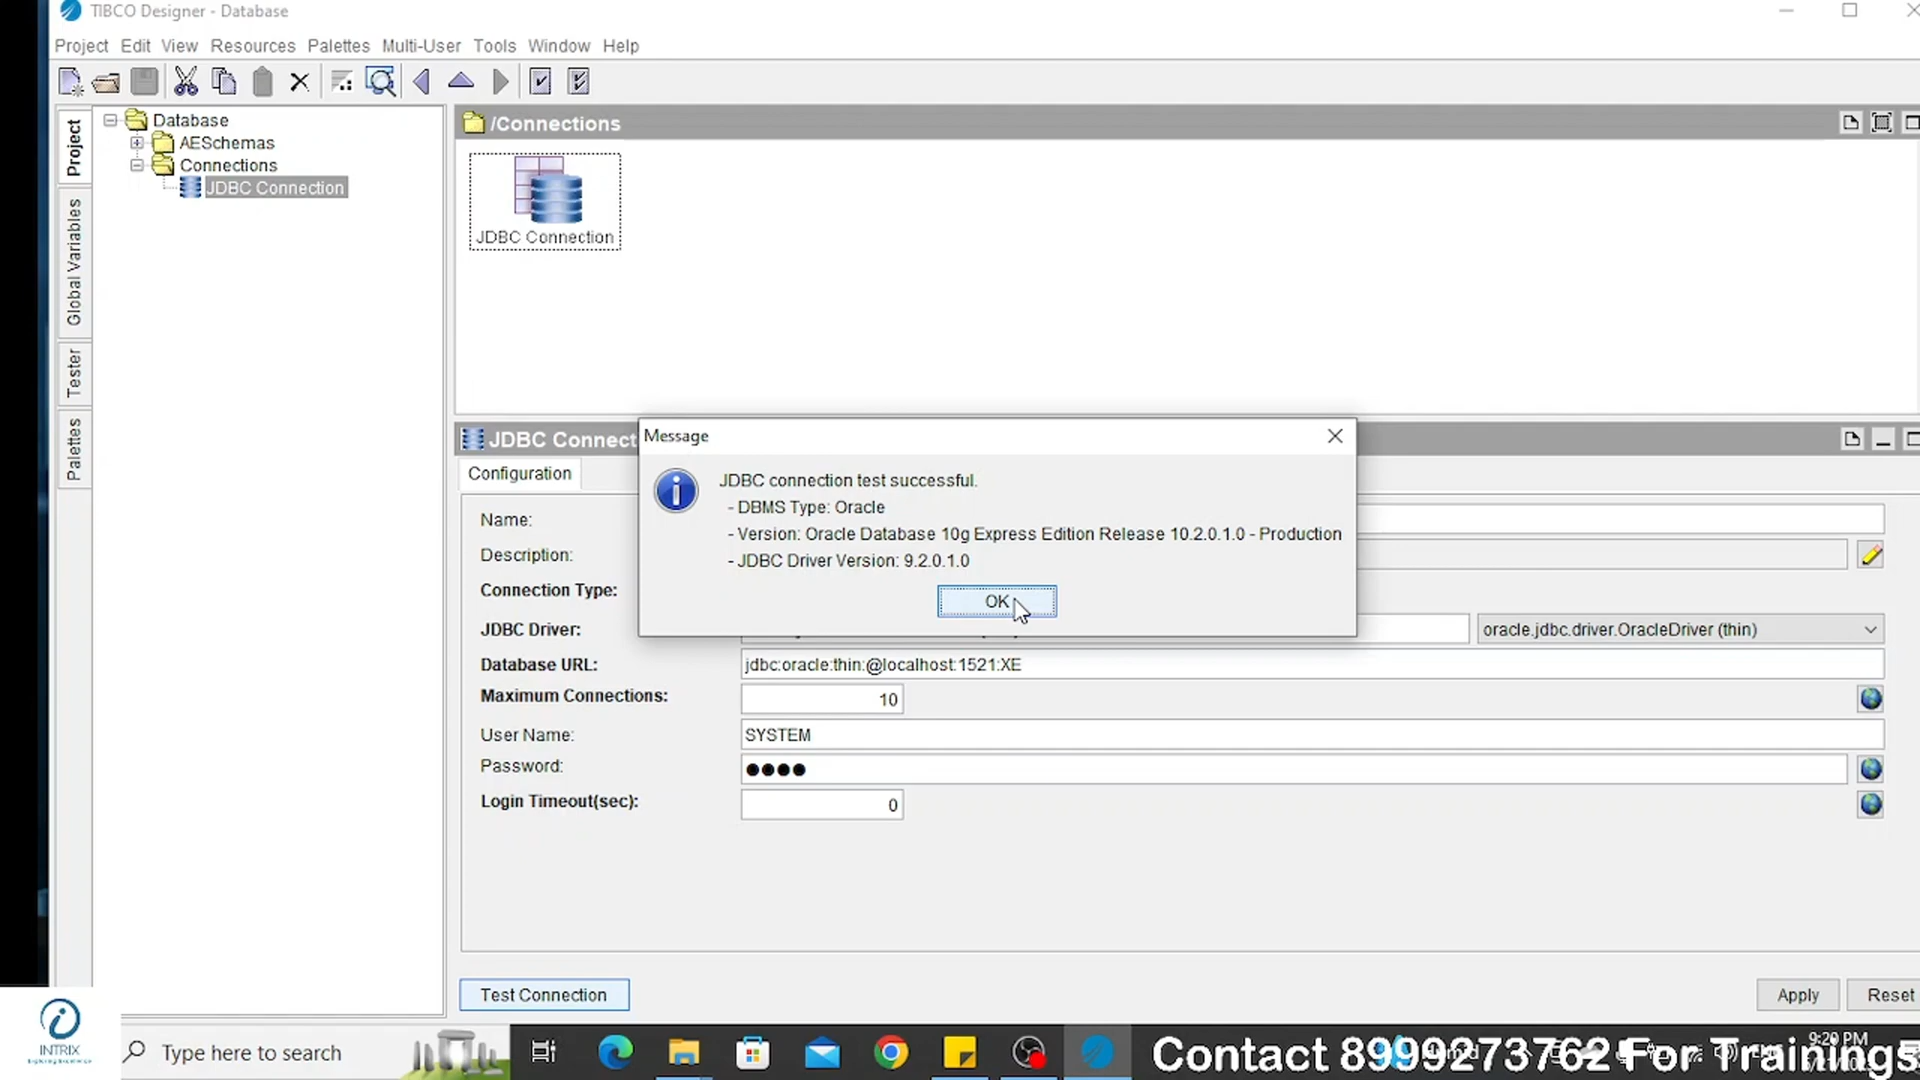 TIBCO Designer - Database
Project Edit View Resources Palettes Multi-User Tools Window Help
Project
Global Variables
Tester
Palettes
Database
AESchemas
Connections
JDBC Connection
/Connections
JDBC Connection
JDBC Connect
Configuration
Name:
Description:
Connection Type:
JDBC Driver:
oracle.jdbc.driver.OracleDriver (thin)
Database URL:
jdbc:oracle:thin:@localhost:1521:XE
Maximum Connections:
10
User Name:
SYSTEM
Password:
Login Timeout(sec):
0
Message
JDBC connection test successful.
- DBMS Type: Oracle
- Version: Oracle Database 10g Express Edition Release 10.2.0.1.0 - Production
- JDBC Driver Version: 9.2.0.1.0
OK
Test Connection
Apply
Reset
INTRIX
Type here to search
Contact 8999273762 For Trainings
9:20 PM